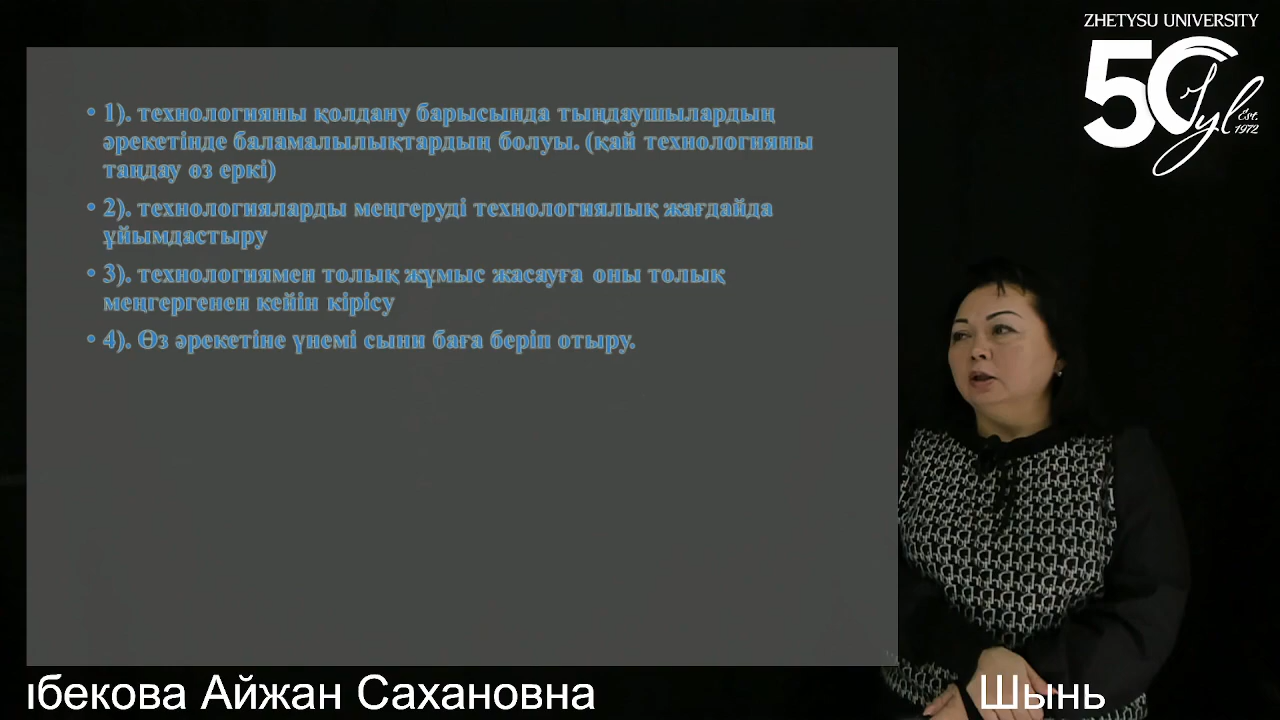 ZHETYSU UNIVERSITY
50 Jyl
Est.
1972
• 1). технологияны қолдану барысында тыңдаушылардың
әрекетінде баламалылықтардың болуы. (қай технологияны
таңдау өз еркі)
• 2). технологияларды меңгеруді технологиялық жағдайда
ұйымдастыру
• 3). технологиямен толық жұмыс жасауға оны толық
меңгергенен кейін кірісу
• 4). Өз әрекетіне үнемі сыни баға беріп отыру.
ыбекова Айжан Сахановна Шынь